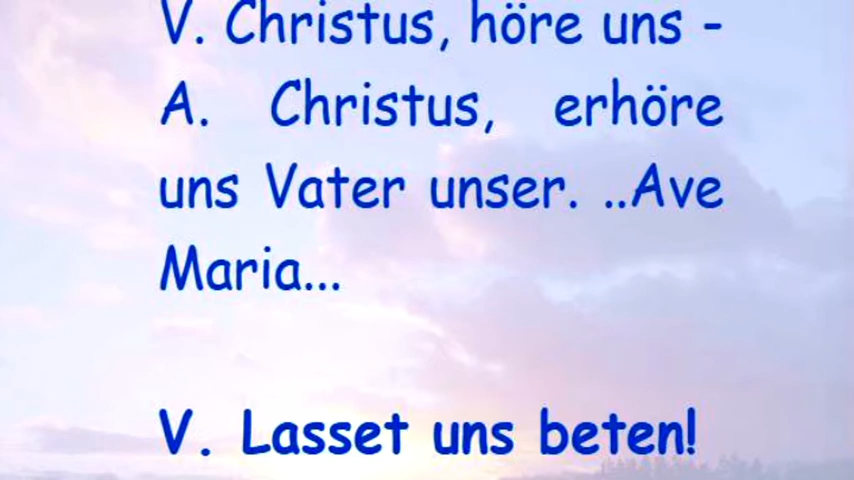 V. Christus, höre uns -
A. Christus, erhöre
uns Vater unser. ..Ave
Maria...
V. Lasset uns beten!